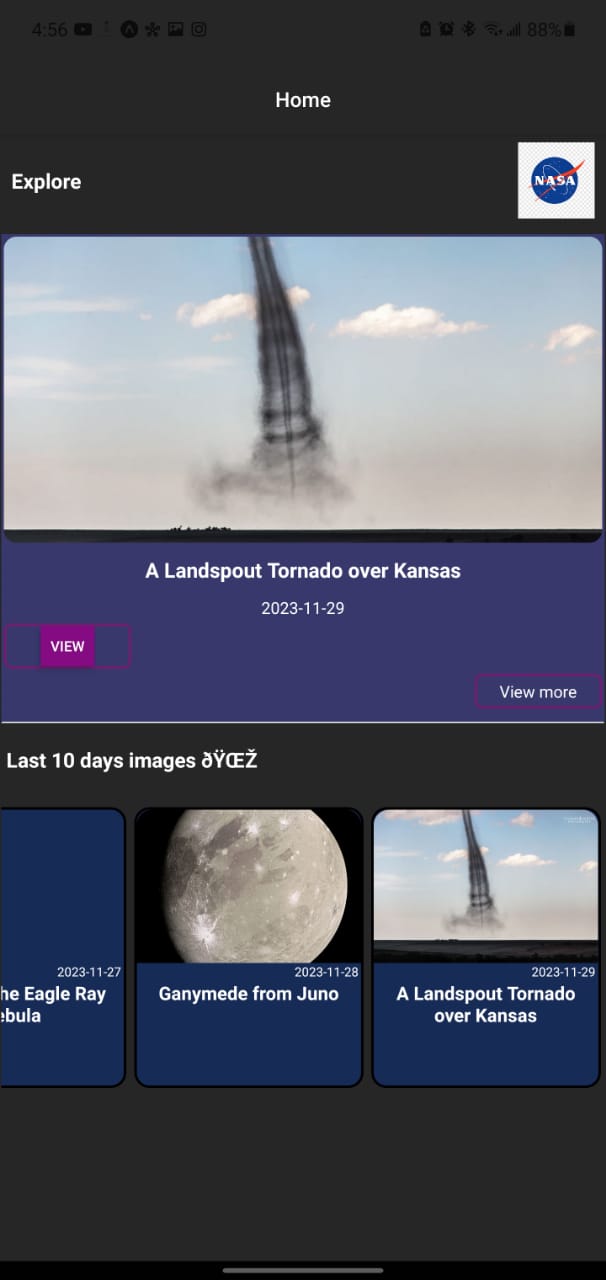 4:56
88%
Home
Explore
NASA
A Landspout Tornado over Kansas
2023-11-29
VIEW
View more
Last 10 days images ðŸŒŽ
2023-11-27
he Eagle Ray
ebula
2023-11-28
Ganymede from Juno
2023-11-29
A Landspout Tornado
over Kansas